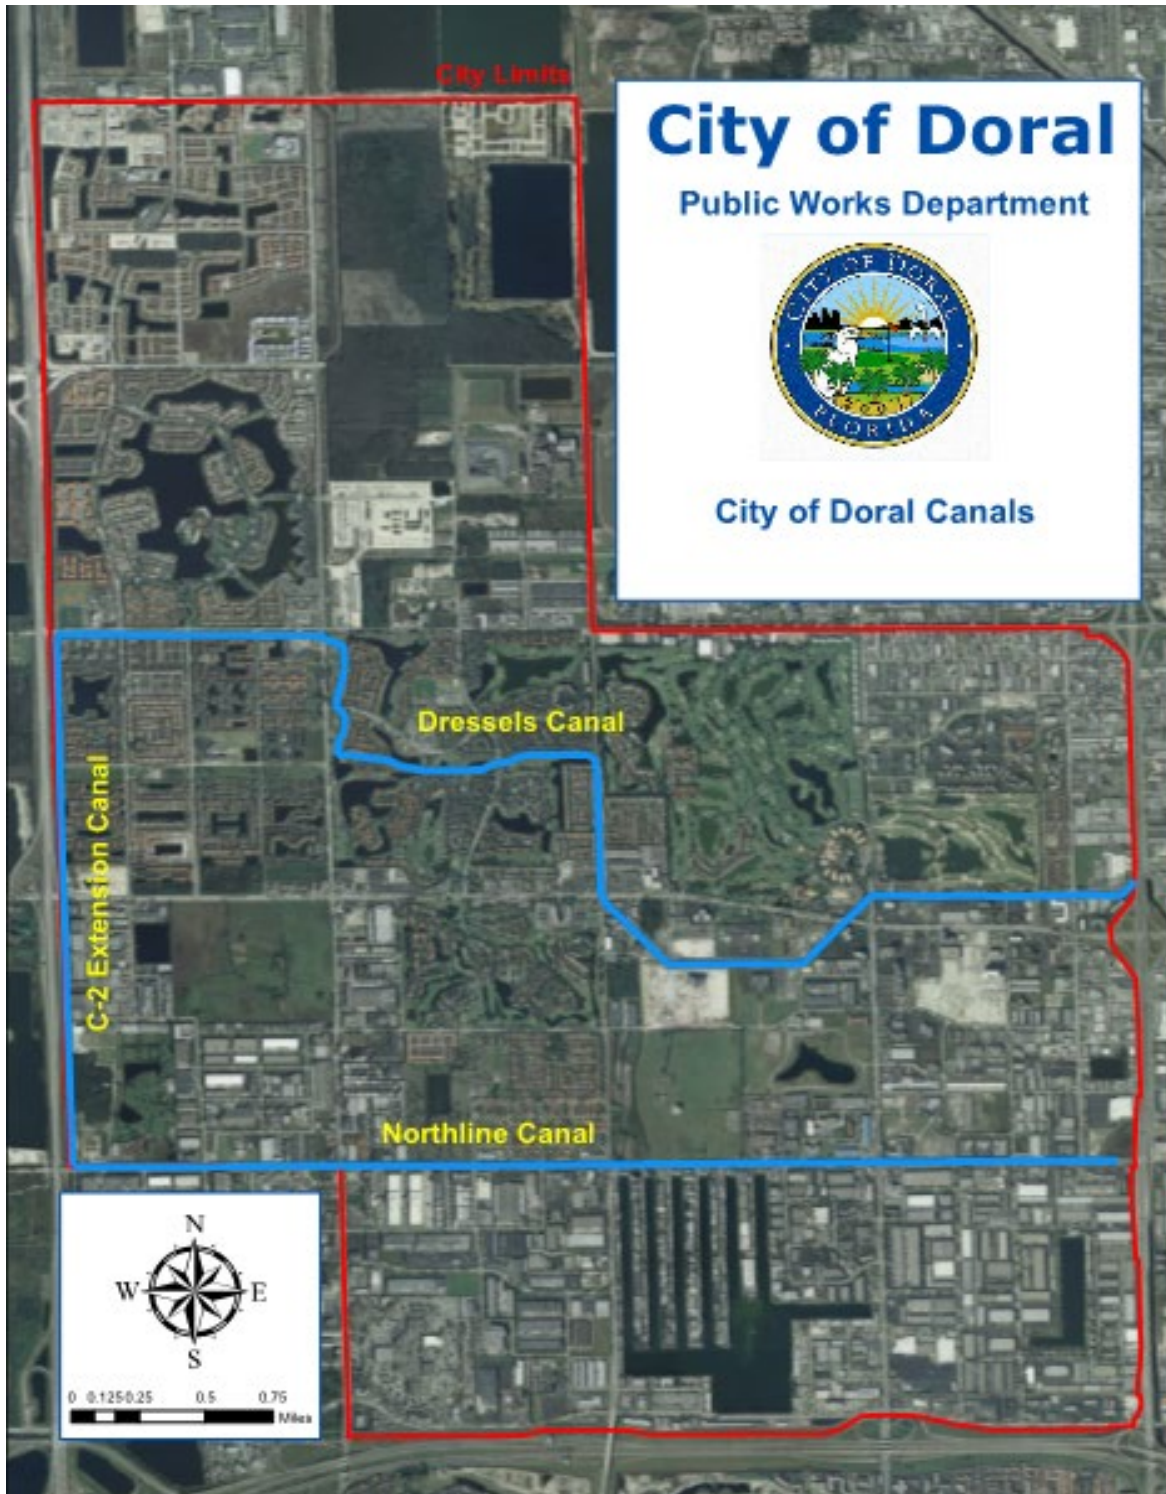 City Limits
City of Doral
Public Works Department
CITY OF DORAL
FLORIDA
City of Doral Canals
Dressels Canal
C-2 Extension Canal
Northline Canal
N
W E
S
0 0.125 0.25 0.5 0.75
Miles